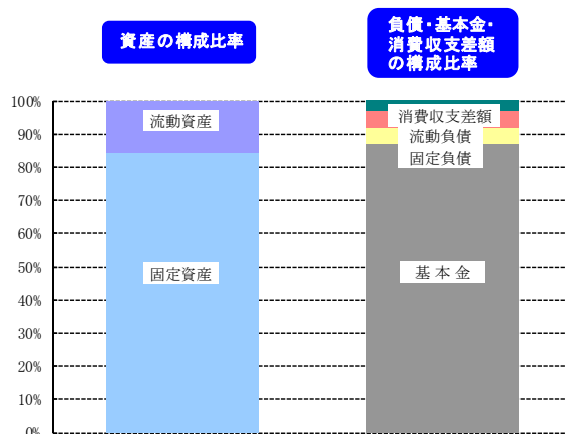 資産の構成比率
負債・基本金・
消費収支差額
の構成比率
100%
90%
80%
70%
60%
50%
40%
30%
20%
10%
0%
流動資産
固定資産
消費収支差額
流動負債
固定負債
基本金